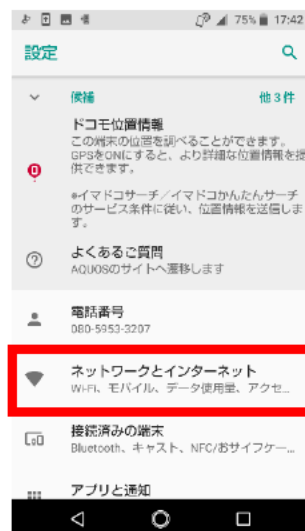 75% 17:42
設定
候補 他3件
ドコモ位置情報
この端末の位置を調べることができます。
GPSをONにすると、より詳細な位置情報を提
供できます。
※イマドコサーチ／イマドコかんたんサーチ
のサービス条件に従い、位置情報を送信しま
す。
よくあるご質問
AQUOSのサイトへ遷移します
電話番号
080-5953-3207
ネットワークとインターネット
Wi-Fi、モバイル、データ使用量、アクセ...
接続済みの端末
Bluetooth、キャスト、NFC/おサイフケー...
アプリと通知